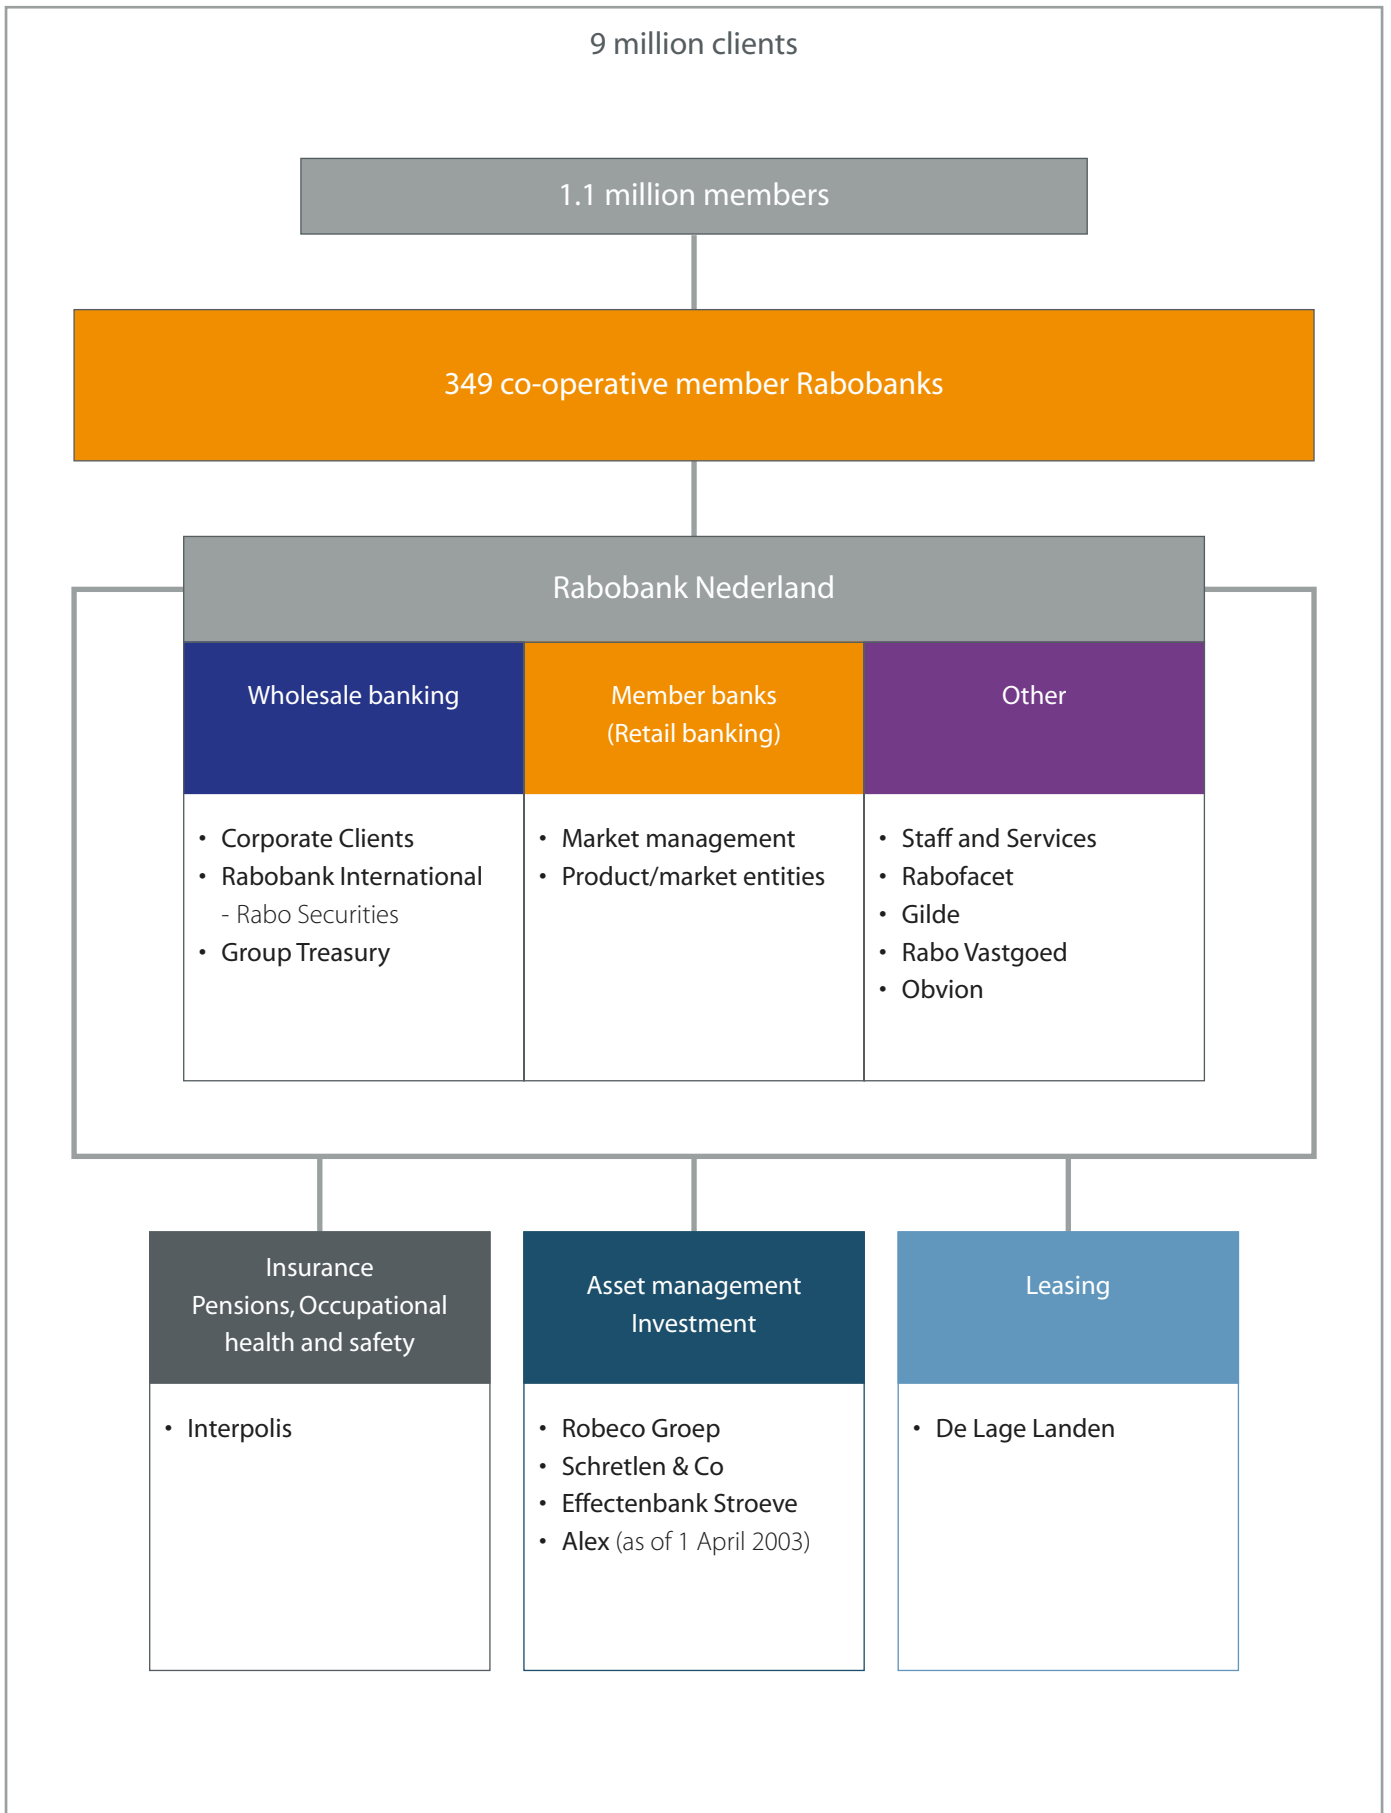 9 million clients
1.1 million members
349 co-operative member Rabobanks
Rabobank Nederland
Wholesale banking
• Corporate Clients
• Rabobank International
- Rabo Securities
• Group Treasury
Member banks
(Retail banking)
• Market management
• Product/market entities
Other
• Staff and Services
• Rabofacet
• Gilde
• Rabo Vastgoed
• Obvion
Insurance
Pensions, Occupational
health and safety
• Interpolis
Asset management
Investment
• Robeco Groep
• Schretlen & Co
• Effectenbank Stroeve
• Alex (as of 1 April 2003)
Leasing
• De Lage Landen